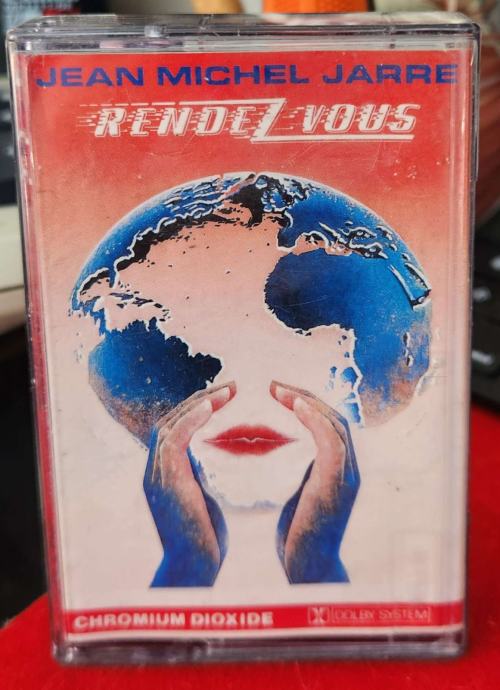 JEAN MICHEL JARRE
RENDEZ VOUS
CHROMIUM DIOXIDE DOLBY SYSTEM